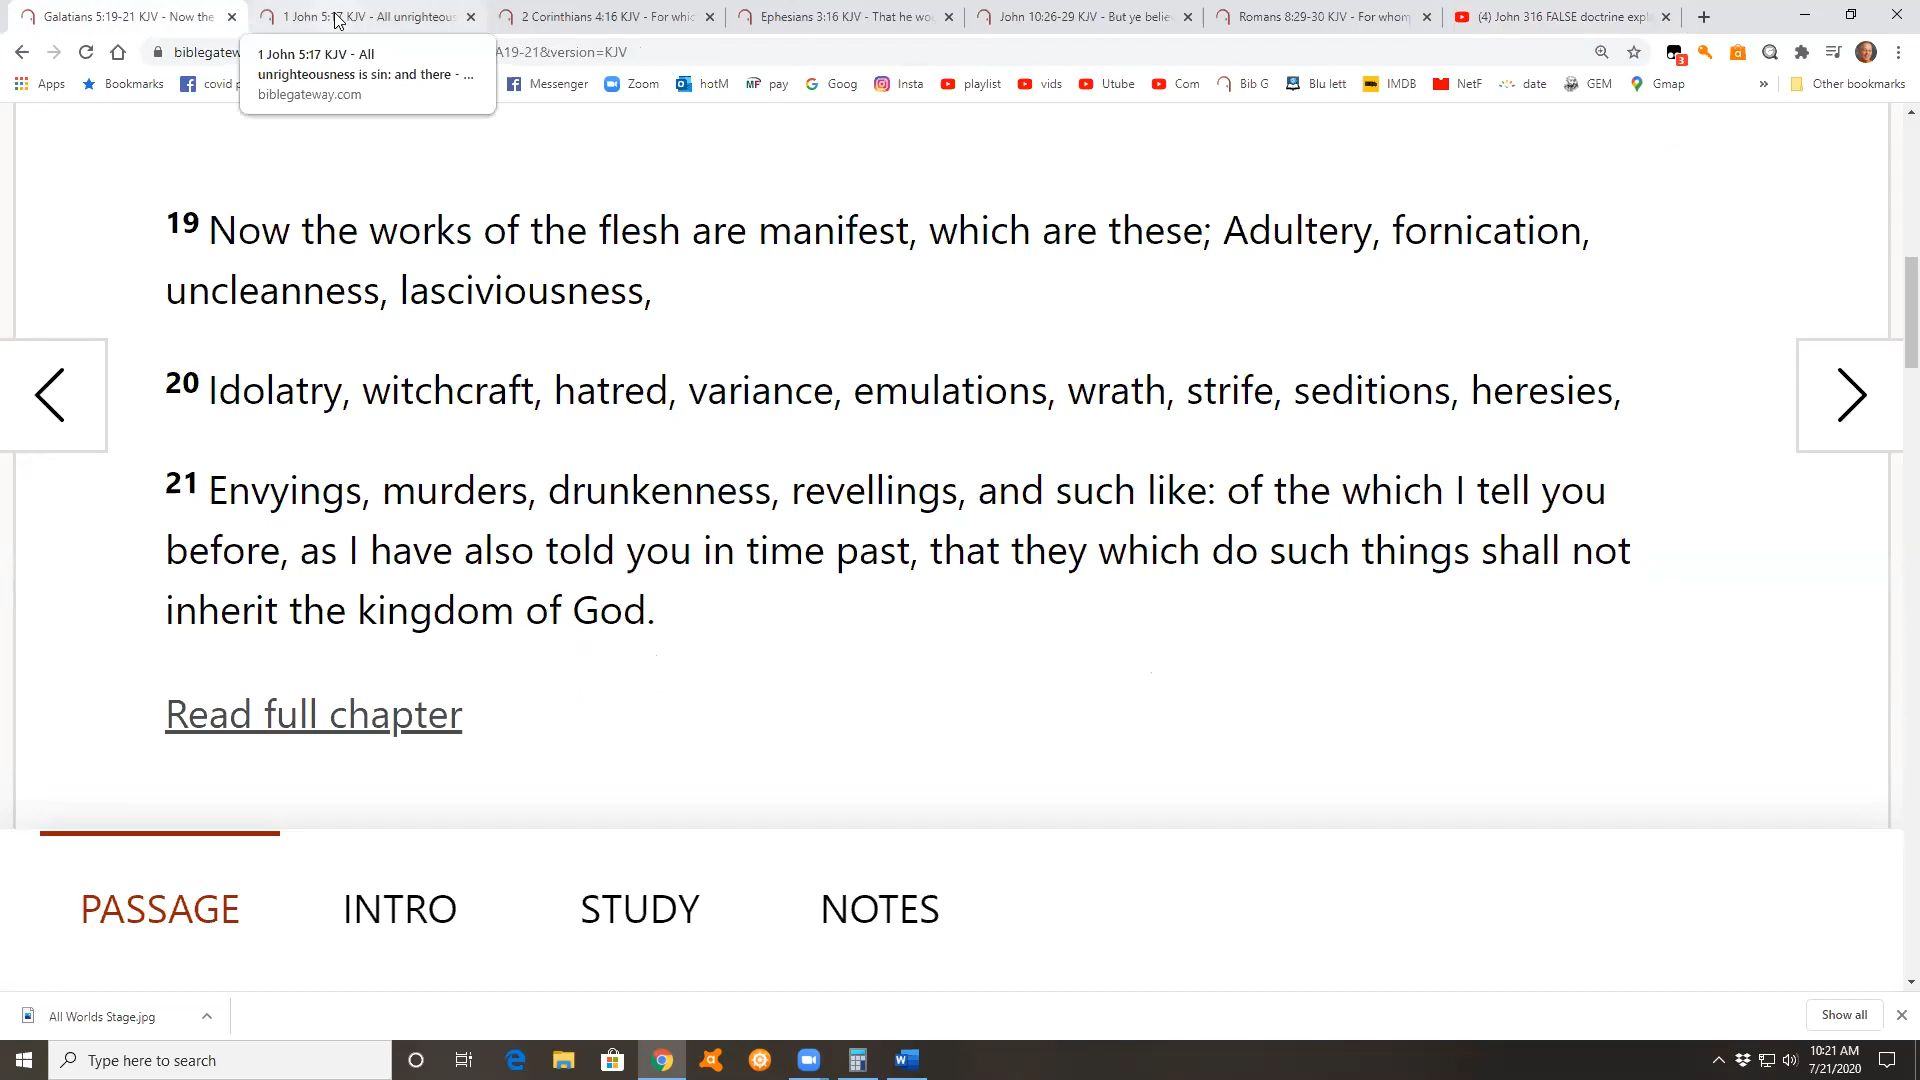 Galatians 5:19-21 KJV - Now the
1 John 5:17 KJV - All unrighteous
2 Corinthians 4:16 KJV - For whic
Ephesians 3:16 KJV - That he wou
John 10:26-29 KJV - But ye belie
Romans 8:29-30 KJV - For whom
(4) John 316 FALSE doctrine expl
biblegatew
A19-21&version=KJV
3
1 John 5:17 KJV - All
unrighteousness is sin: and there - ...
biblegateway.com
Apps Bookmarks covid p Messenger Zoom hotM pay Goog Insta playlist vids Utube Com Bib G Blu lett IMDB NetF date GEM Gmap » Other bookmarks
19 Now the works of the flesh are manifest, which are these; Adultery, fornication,
uncleanness, lasciviousness,
20 Idolatry, witchcraft, hatred, variance, emulations, wrath, strife, seditions, heresies,
21 Envyings, murders, drunkenness, revellings, and such like: of the which I tell you
before, as I have also told you in time past, that they which do such things shall not
inherit the kingdom of God.
Read full chapter
PASSAGE INTRO STUDY NOTES
All Worlds Stage.jpg
Show all
Type here to search
10:21 AM
7/21/2020